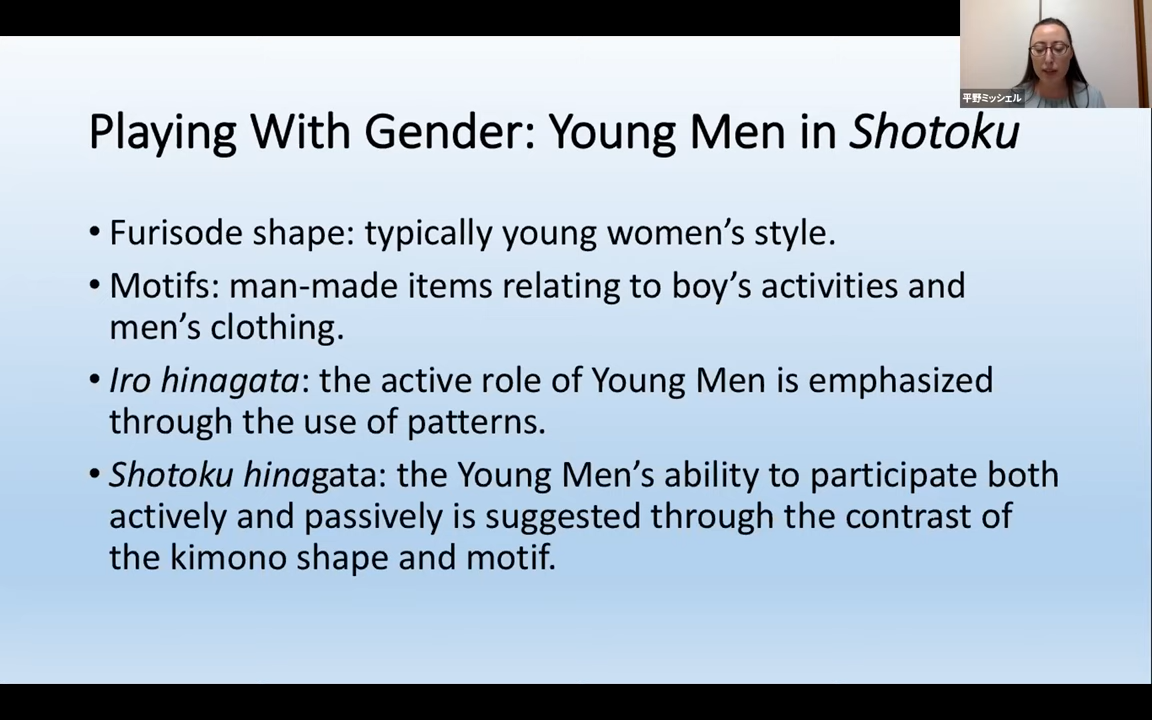 平野ミッシェル
Playing With Gender: Young Men in Shotoku
• Furisode shape: typically young women’s style.
• Motifs: man-made items relating to boy’s activities and
men’s clothing.
• Iro hinagata: the active role of Young Men is emphasized
through the use of patterns.
• Shotoku hinagata: the Young Men’s ability to participate both
actively and passively is suggested through the contrast of
the kimono shape and motif.